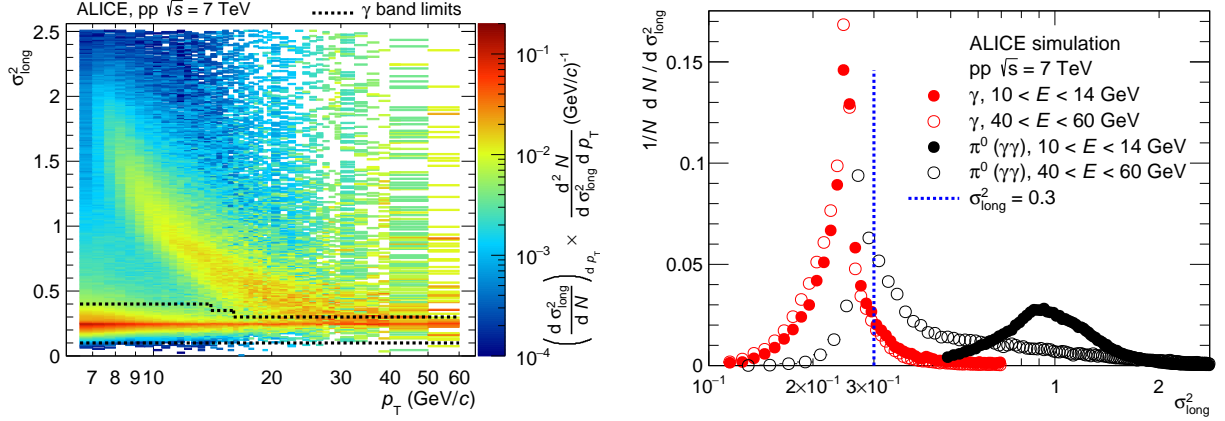 ALICE, pp √s = 7 TeV
γ band limits
σ²long
2.5
2
1.5
1
0.5
0
7 8 9 10 20 30 40 50 60
pT (GeV/c)
10⁻¹
10⁻²
10⁻³
10⁻⁴
(d σ²long / d N) d pT × d² N / d σ²long d pT (GeV/c)⁻¹
1/N d N / d σ²long
0.15
0.1
0.05
0
ALICE simulation
pp √s = 7 TeV
γ, 10 < E < 14 GeV
γ, 40 < E < 60 GeV
π⁰ (γγ), 10 < E < 14 GeV
π⁰ (γγ), 40 < E < 60 GeV
σ²long = 0.3
10⁻¹ 2×10⁻¹ 3×10⁻¹ 1 2
σ²long